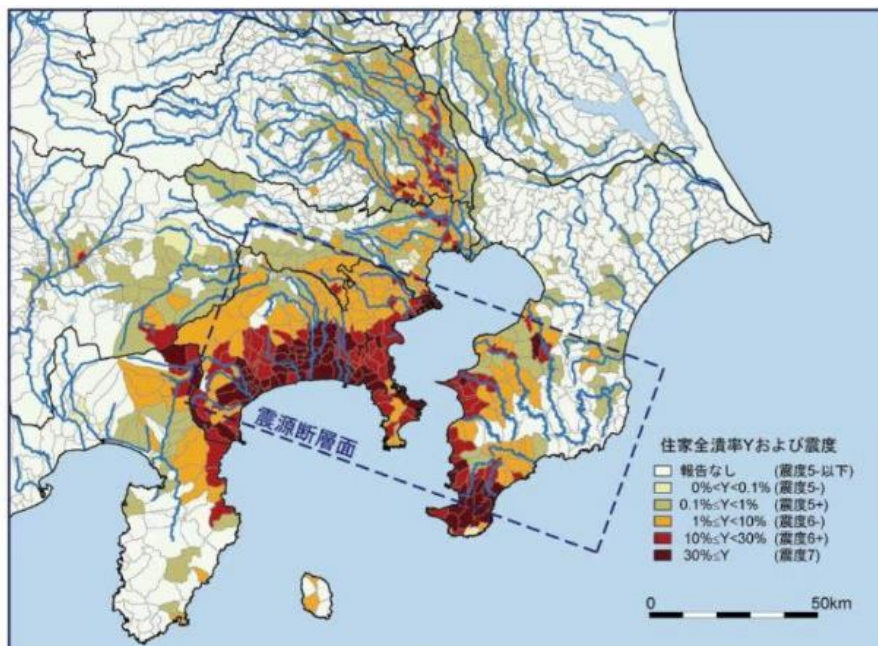 震源断層面
住家全潰率Yおよび震度
報告なし (震度5-以下)
0%<Y<0.1% (震度5-)
0.1%≦Y<1% (震度5+)
1%≦Y<10% (震度6-)
10%≦Y<30% (震度6+)
30%≦Y (震度7)
0 50km